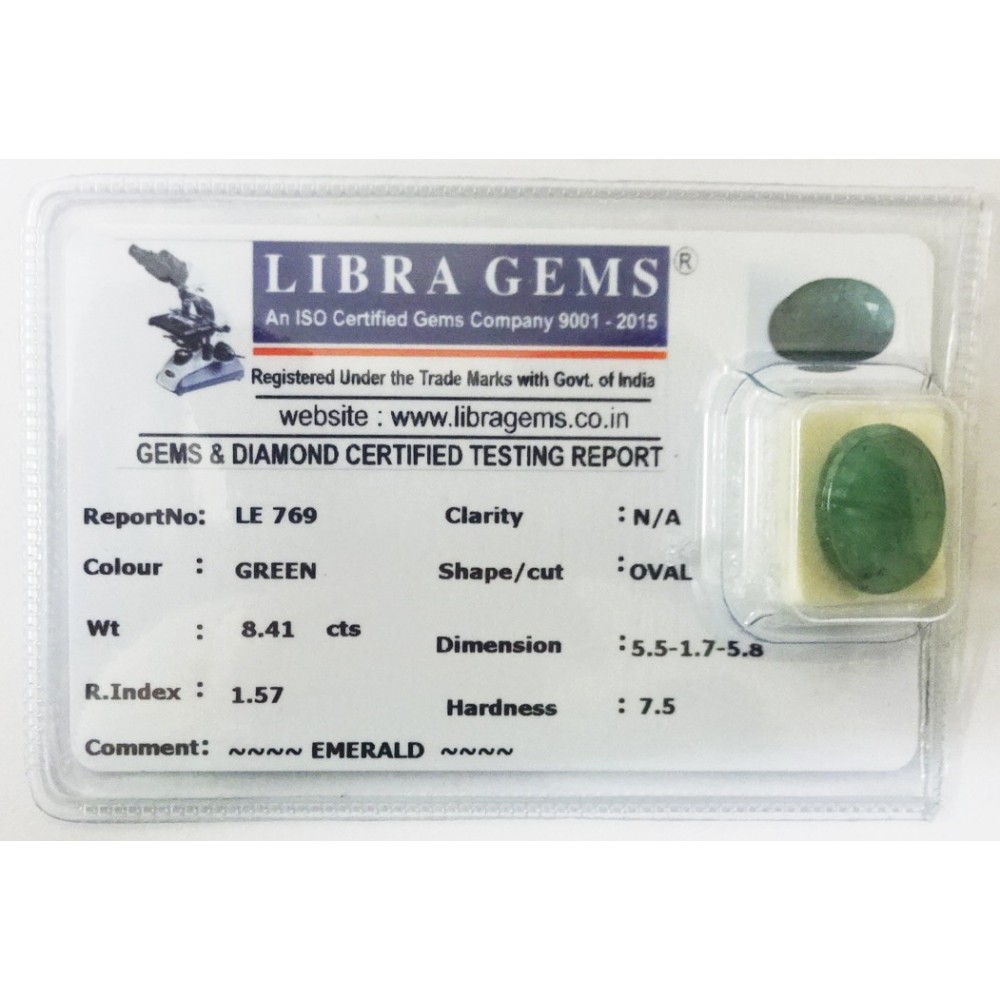 LIBRA GEMS ®
An ISO Certified Gems Company 9001 - 2015
Registered Under the Trade Marks with Govt. of India
website : www.libragems.co.in
GEMS & DIAMOND CERTIFIED TESTING REPORT
ReportNo: LE 769 Clarity : N/A
Colour : GREEN Shape/cut : OVAL
Wt : 8.41 cts Dimension : 5.5-1.7-5.8
R.Index : 1.57 Hardness : 7.5
Comment: ~~~~ EMERALD ~~~~